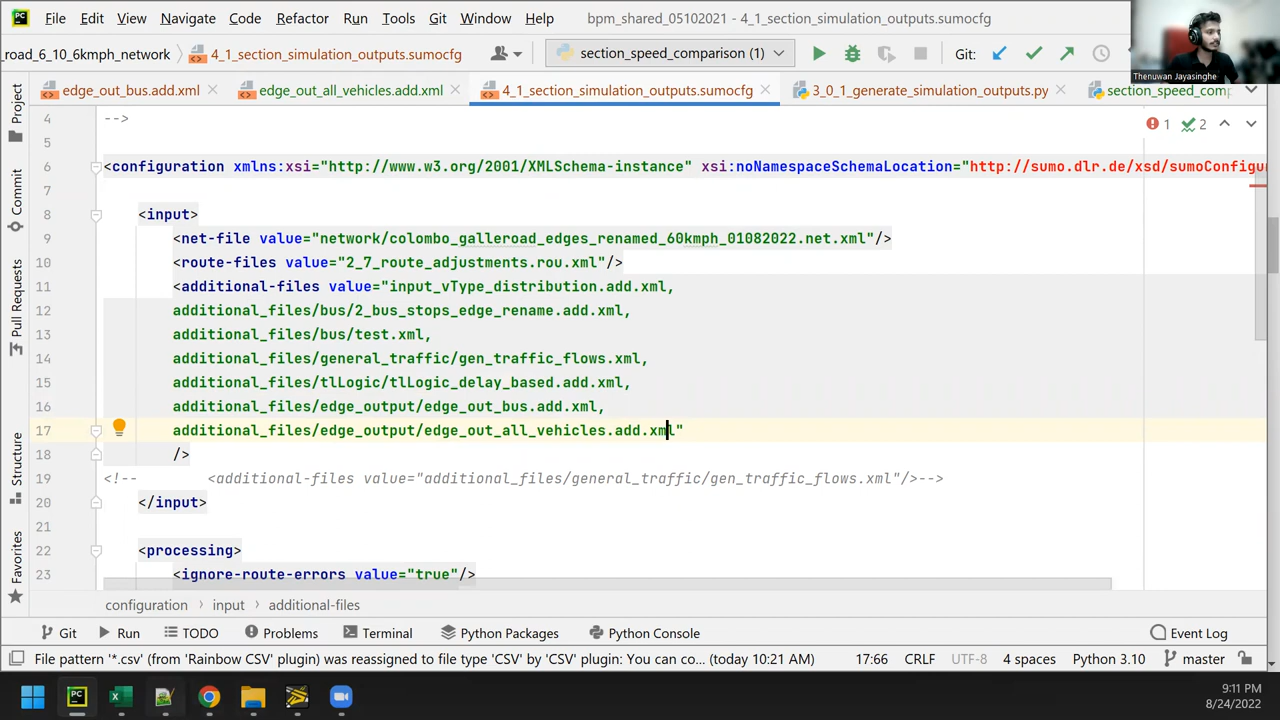 File Edit View Navigate Code Refactor Run Tools Git Window Help bpm_shared_05102021 - 4_1_section_simulation_outputs.sumocfg
_road_6_10_6kmph_network 4_1_section_simulation_outputs.sumocfg section_speed_comparison (1) Git:
Thenuwan Jayasinghe
edge_out_bus.add.xml edge_out_all_vehicles.add.xml 4_1_section_simulation_outputs.sumocfg 3_0_1_generate_simulation_outputs.py section_speed_comp
4 -->
1 2
5
6 <configuration xmlns:xsi="http://www.w3.org/2001/XMLSchema-instance" xsi:noNamespaceSchemaLocation="http://sumo.dlr.de/xsd/sumoConfigu
7
8 <input>
9 <net-file value="network/colombo_galleroad_edges_renamed_60kmph_01082022.net.xml"/>
10 <route-files value="2_7_route_adjustments.rou.xml"/>
11 <additional-files value="input_vType_distribution.add.xml,
12 additional_files/bus/2_bus_stops_edge_rename.add.xml,
13 additional_files/bus/test.xml,
14 additional_files/general_traffic/gen_traffic_flows.xml,
15 additional_files/tlLogic/tlLogic_delay_based.add.xml,
16 additional_files/edge_output/edge_out_bus.add.xml,
17 additional_files/edge_output/edge_out_all_vehicles.add.xml"
18 />
19 <!-- <additional-files value="additional_files/general_traffic/gen_traffic_flows.xml"/>-->
20 </input>
21
22 <processing>
23 <ignore-route-errors value="true"/>
Project
Commit
Pull Requests
Structure
Favorites
configuration › input › additional-files
Git Run TODO Problems Terminal Python Packages Python Console Event Log
File pattern '*.csv' (from 'Rainbow CSV' plugin) was reassigned to file type 'CSV' by 'CSV' plugin: You can co... (today 10:21 AM) 17:66 CRLF UTF-8 4 spaces Python 3.10 master
9:11 PM
8/24/2022